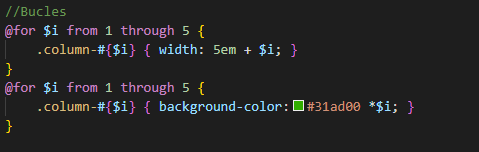 //Bucles
@for $i from 1 through 5 {
    .column-#{$i} { width: 5em + $i; }
}
@for $i from 1 through 5 {
    .column-#{$i} { background-color:#31ad00 *$i; }
}